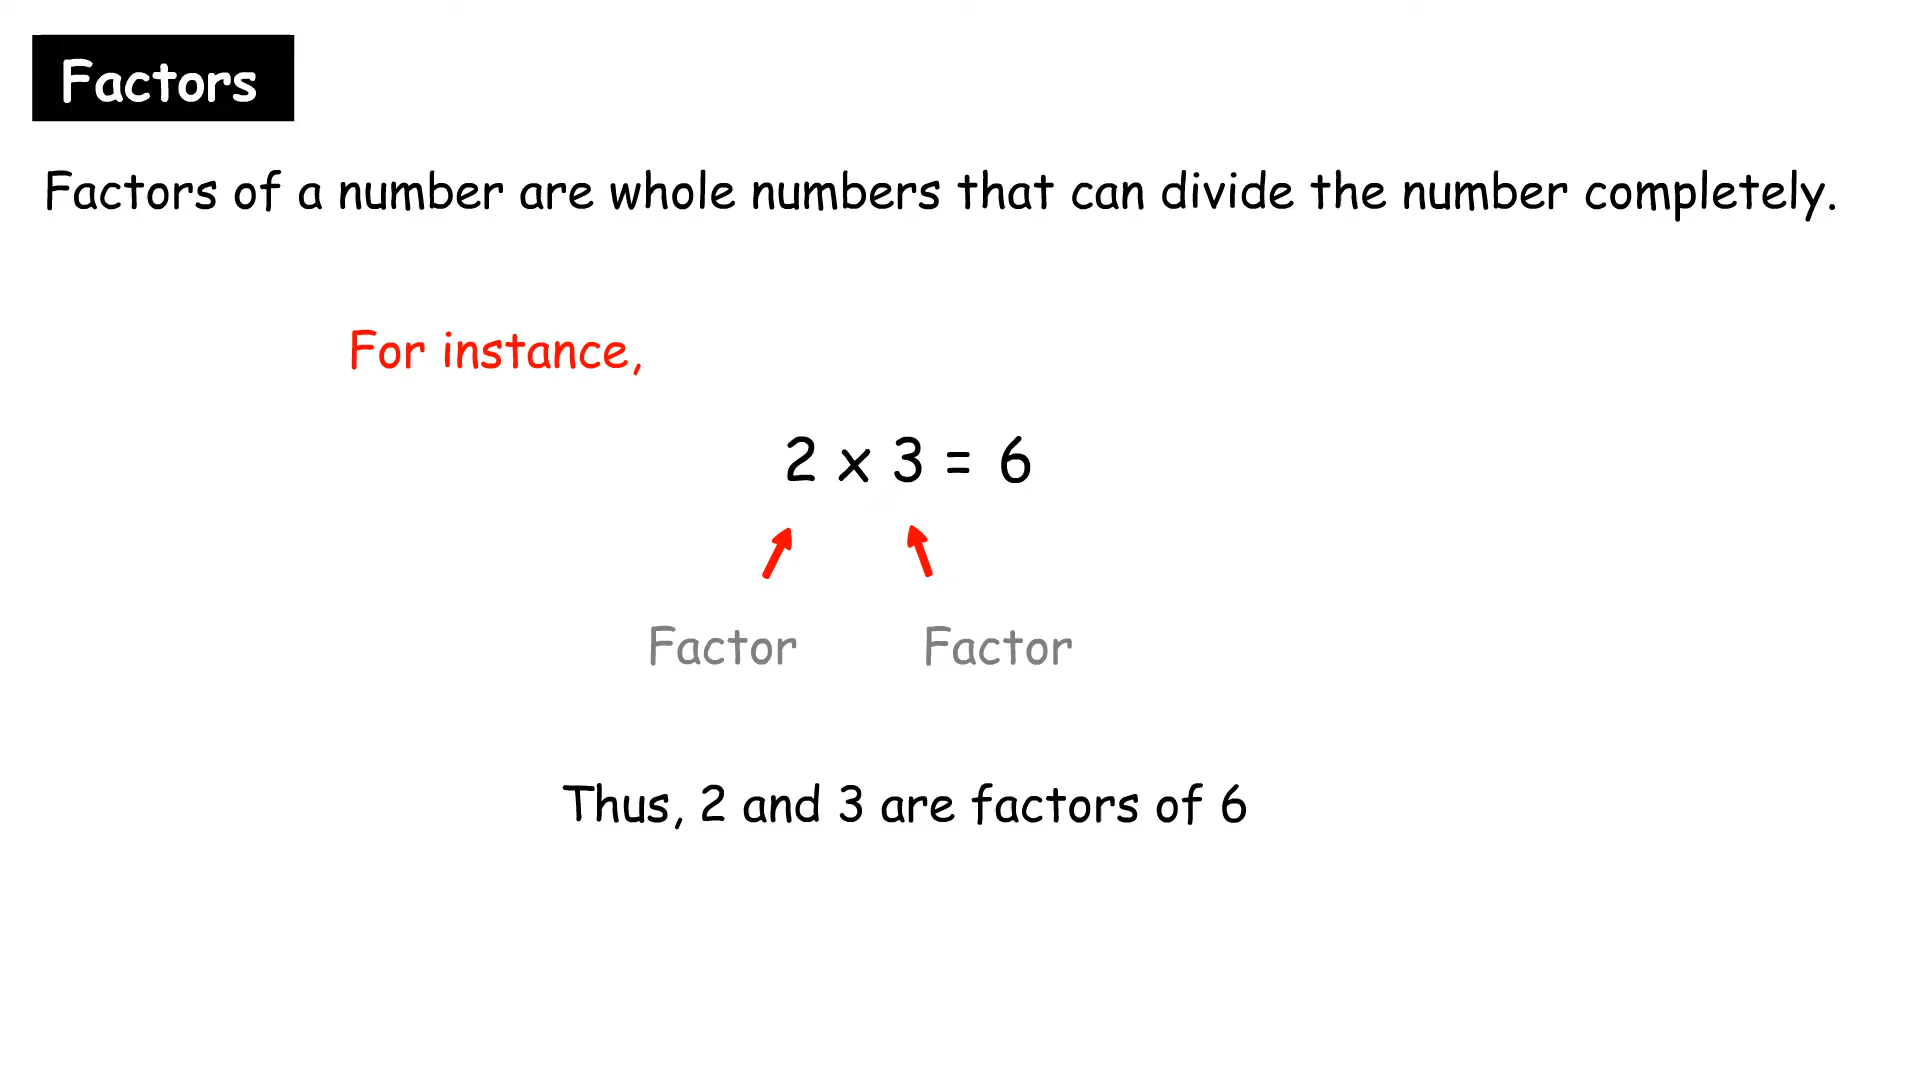 Factors
Factors of a number are whole numbers that can divide the number completely.
For instance,
2 x 3 = 6
Factor Factor
Thus, 2 and 3 are factors of 6